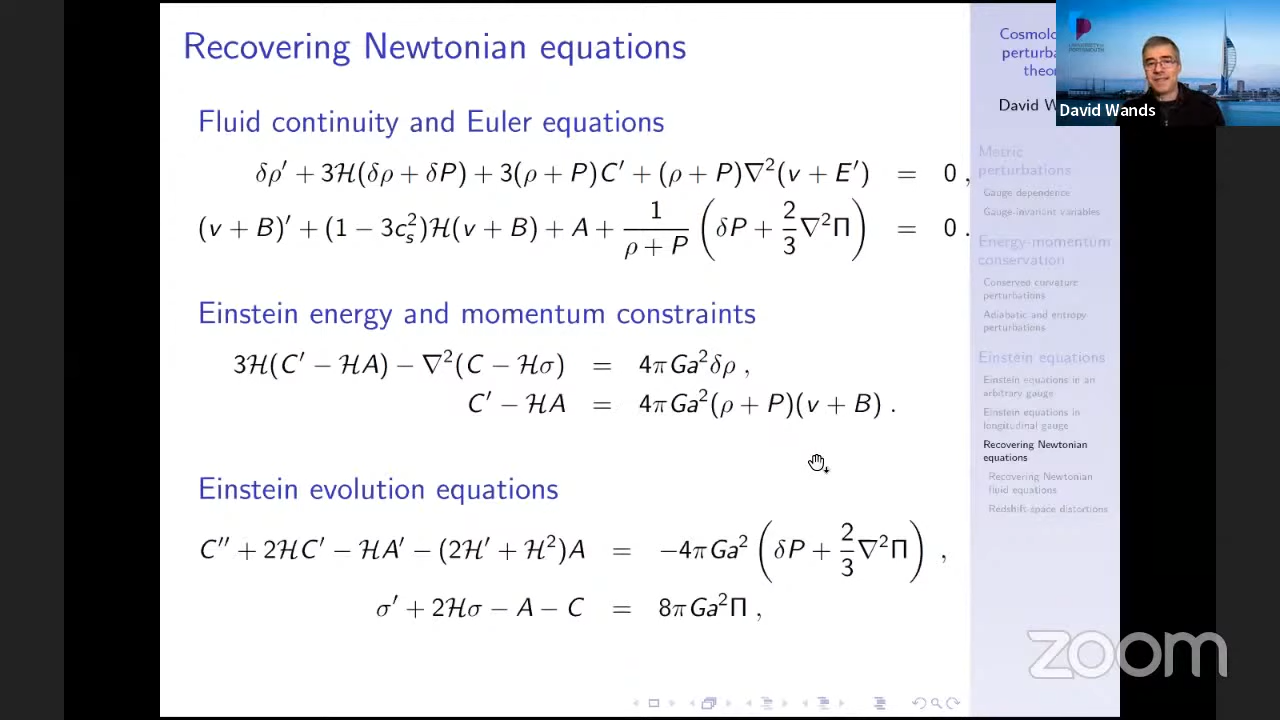 Recovering Newtonian equations
Fluid continuity and Euler equations
δρ′ + 3ℋ(δρ + δP) + 3(ρ + P)C′ + (ρ + P)∇²(v + E′) = 0 ,
(v + B)′ + (1 − 3c_s²)ℋ(v + B) + A + 1/(ρ + P) (δP + 2/3 ∇²Π) = 0 .
Einstein energy and momentum constraints
3ℋ(C′ − ℋA) − ∇²(C − ℋσ) = 4πGa²δρ ,
C′ − ℋA = 4πGa²(ρ + P)(v + B) .
Einstein evolution equations
C″ + 2ℋC′ − ℋA′ − (2ℋ′ + ℋ²)A = −4πGa² (δP + 2/3 ∇²Π) ,
σ′ + 2ℋσ − A − C = 8πGa²Π ,
Cosmolo
perturba
theo
David W
David Wands
Metric
perturbations
Gauge dependence
Gauge-invariant variables
Energy-momentum
conservation
Conserved curvature
perturbations
Adiabatic and entropy
perturbations
Einstein equations
Einstein equations in an
arbitrary gauge
Einstein equations in
longitudinal gauge
Recovering Newtonian
equations
Recovering Newtonian
fluid equations
Redshift-space distortions
zoom